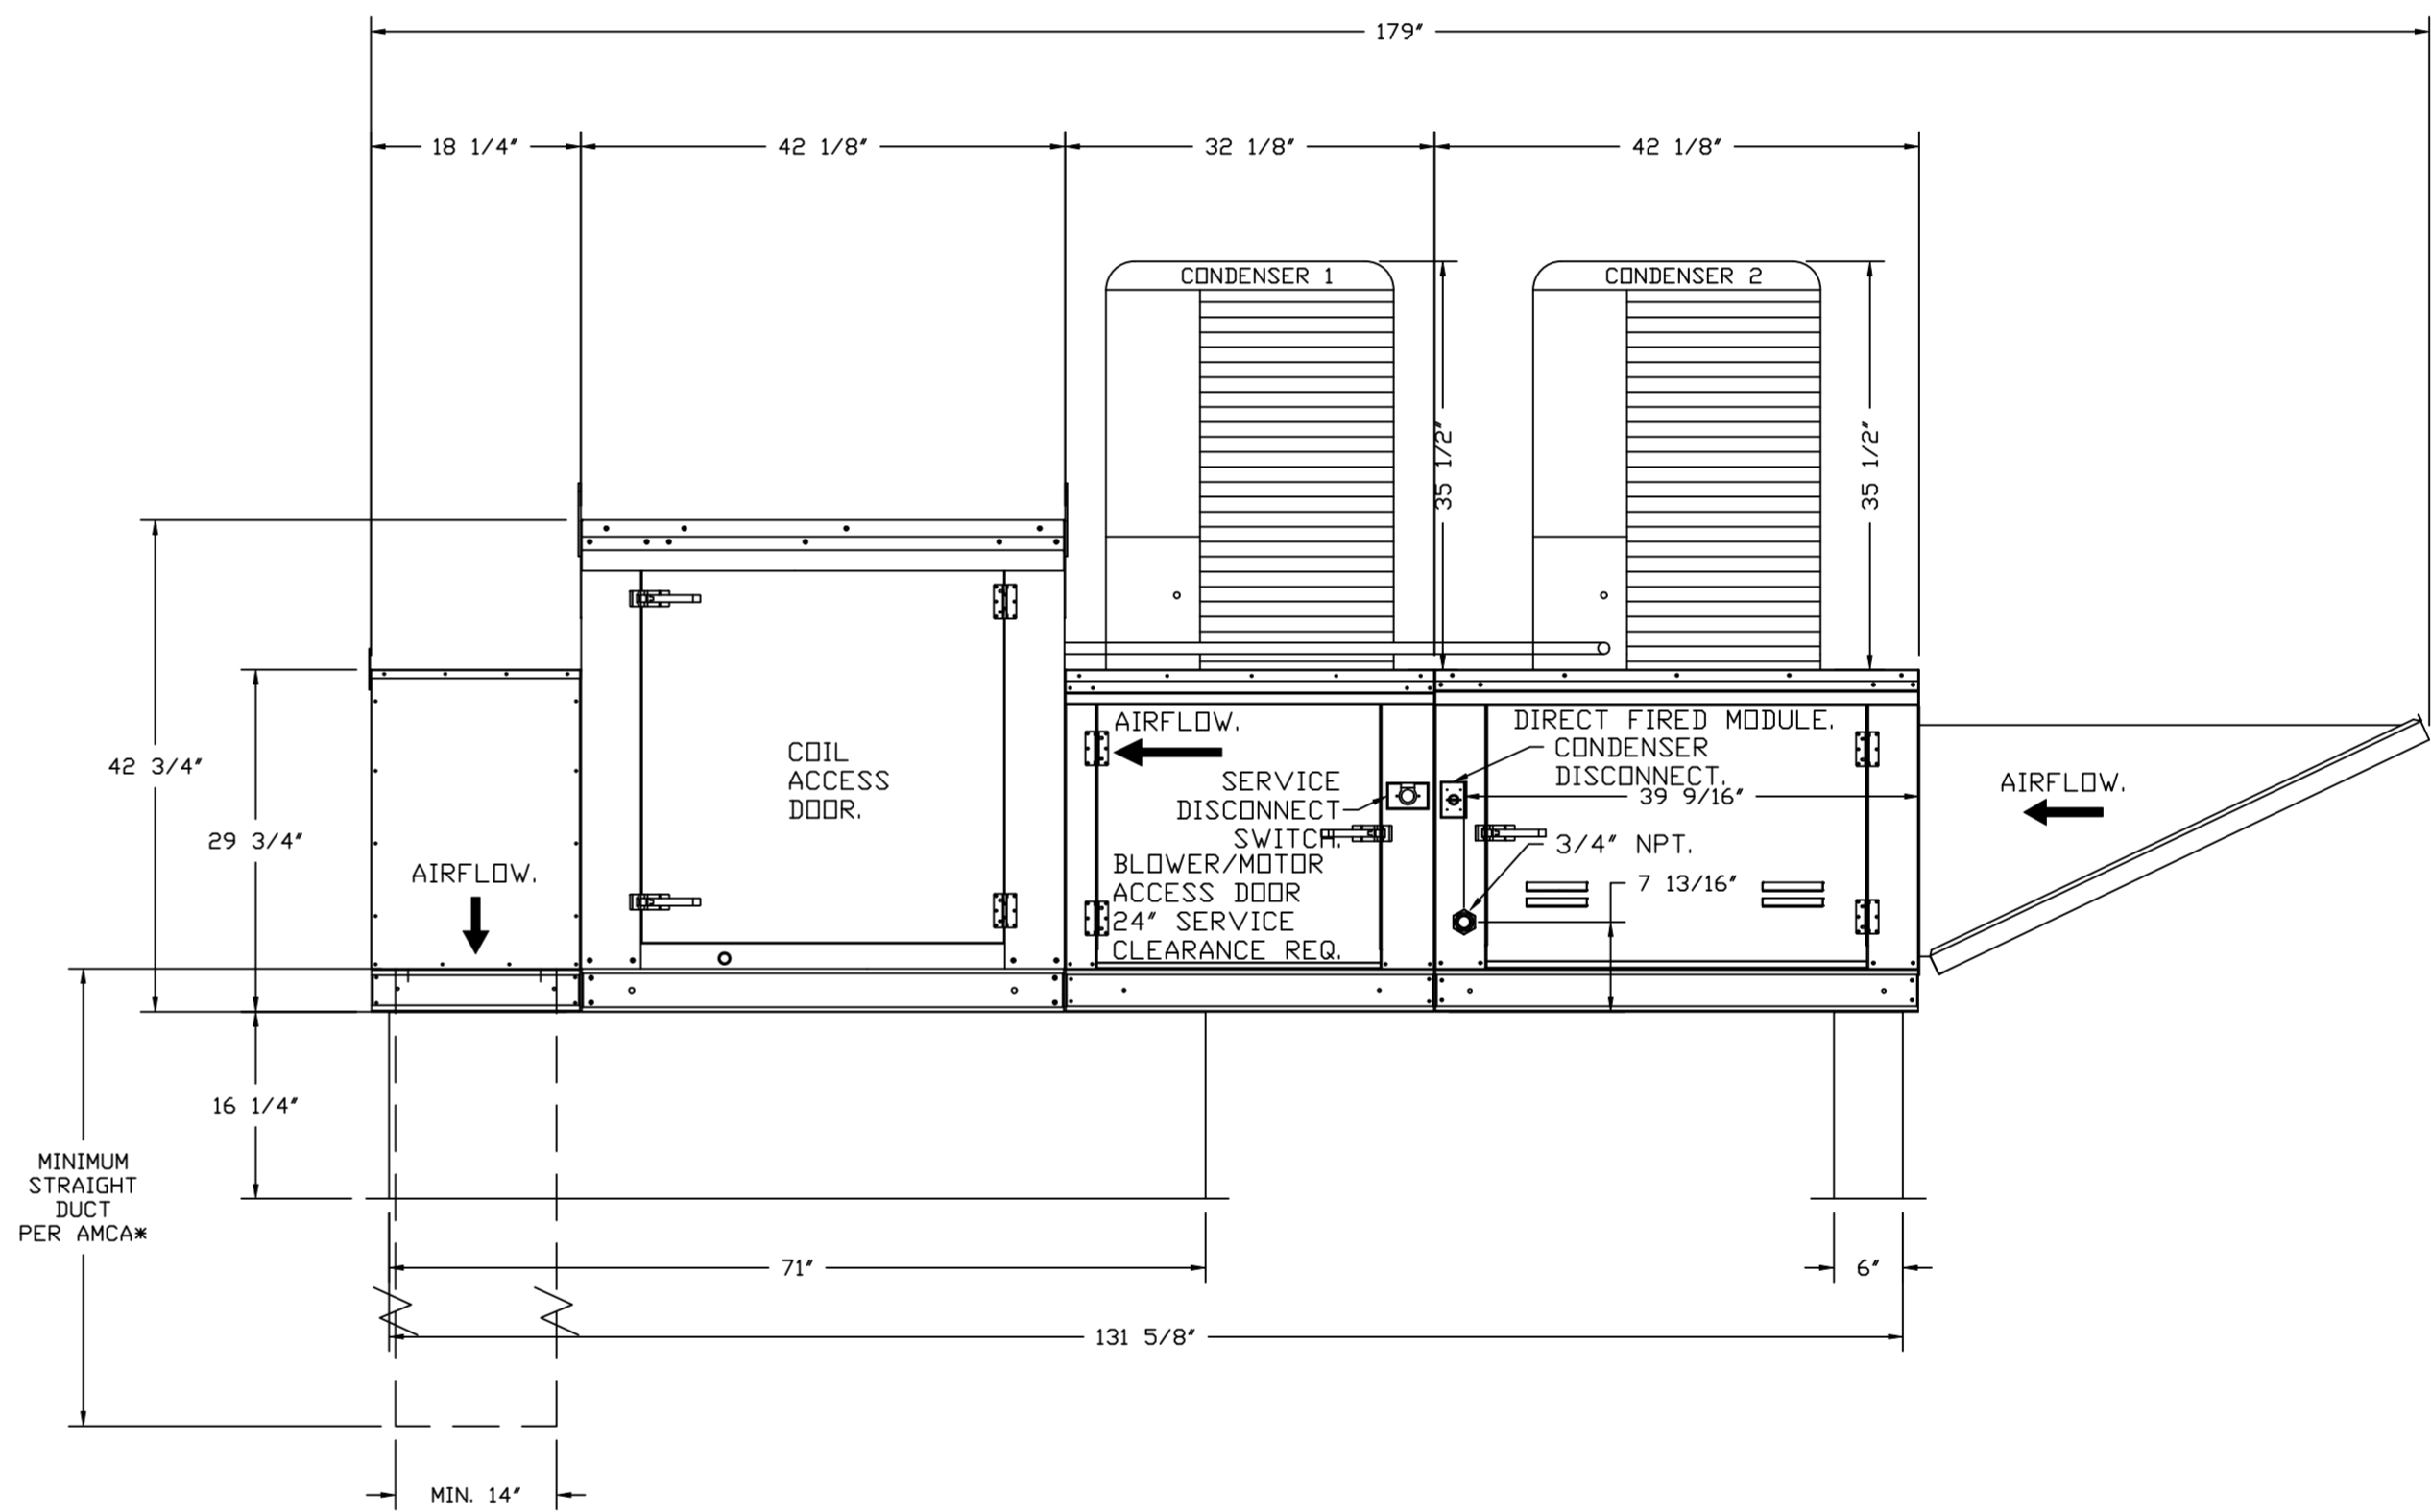 179"
18 1/4"
42 1/8"
32 1/8"
42 1/8"
CONDENSER 1
CONDENSER 2
35 1/2"
35 1/2"
42 3/4"
29 3/4"
16 1/4"
AIRFLOW.
COIL
ACCESS
DOOR.
AIRFLOW.
SERVICE
DISCONNECT
SWITCH.
BLOWER/MOTOR
ACCESS DOOR
24" SERVICE
CLEARANCE REQ.
DIRECT FIRED MODULE.
CONDENSER
DISCONNECT.
39 9/16"
3/4" NPT.
7 13/16"
AIRFLOW.
MINIMUM
STRAIGHT
DUCT
PER AMCA*
71"
6"
131 5/8"
MIN. 14"